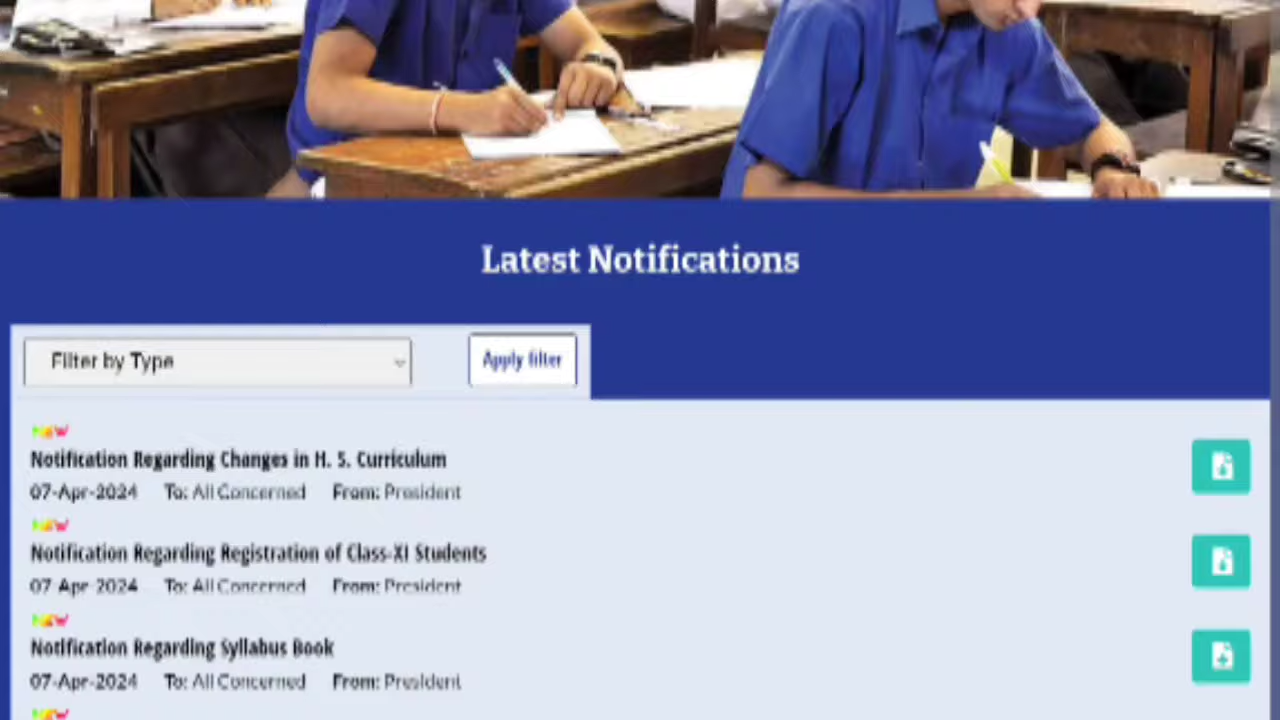 Latest Notifications
Filter by Type
Apply filter
NEW
Notification Regarding Changes in H. S. Curriculum
07-Apr-2024 To: All Concerned From: President
NEW
Notification Regarding Registration of Class-XI Students
07-Apr-2024 To: All Concerned From: President
NEW
Notification Regarding Syllabus Book
07-Apr-2024 To: All Concerned From: President
NEW